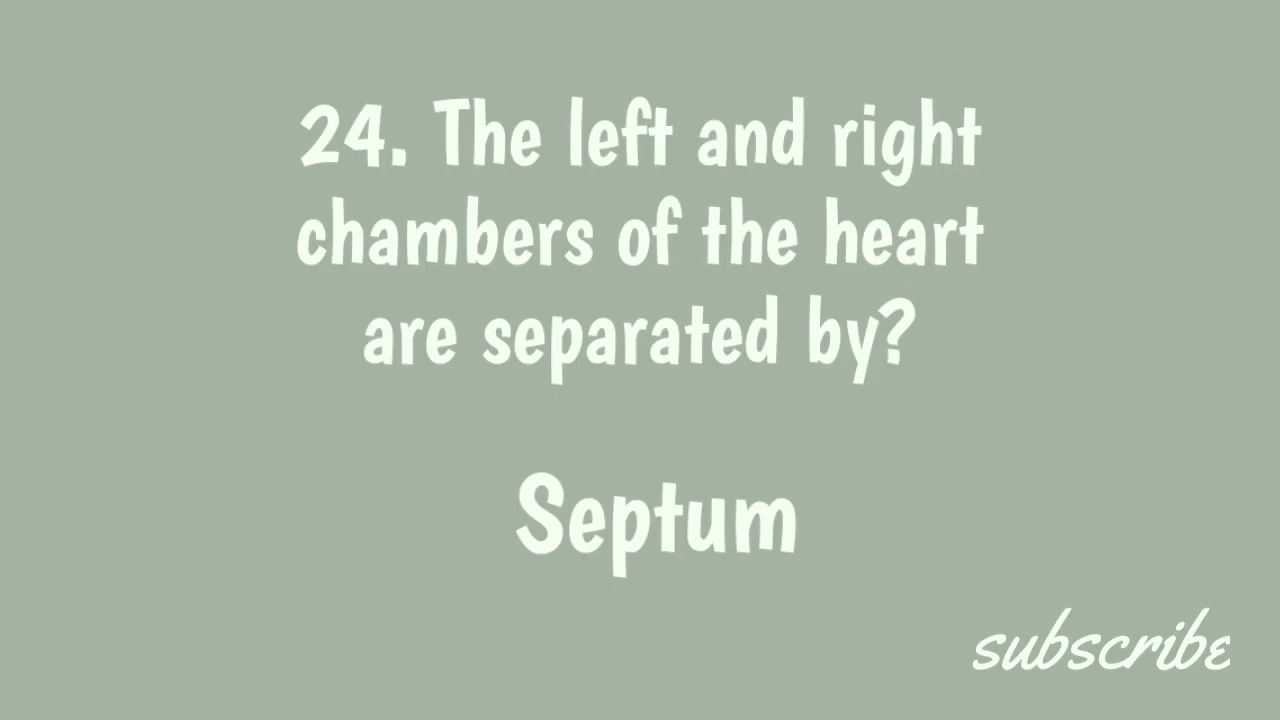 24. The left and right
chambers of the heart
are separated by?
Septum
subscribe